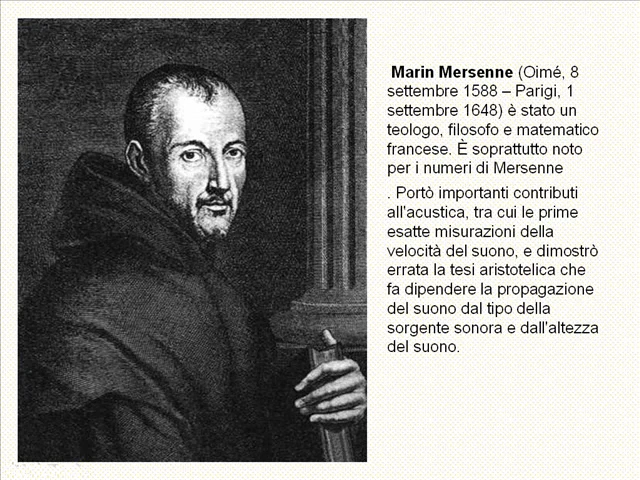 Marin Mersenne (Oimé, 8
settembre 1588 – Parigi, 1
settembre 1648) è stato un
teologo, filosofo e matematico
francese. È soprattutto noto
per i numeri di Mersenne
. Portò importanti contributi
all'acustica, tra cui le prime
esatte misurazioni della
velocità del suono, e dimostrò
errata la tesi aristotelica che
fa dipendere la propagazione
del suono dal tipo della
sorgente sonora e dall'altezza
del suono.